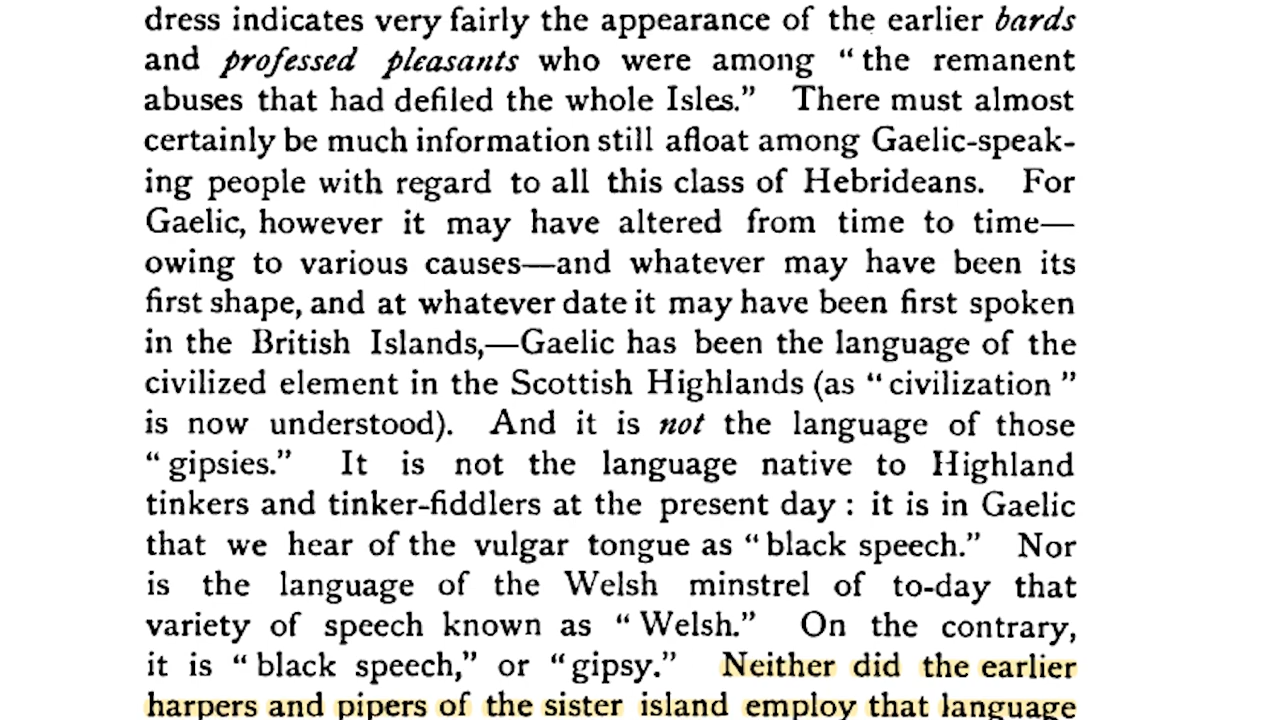 dress indicates very fairly the appearance of the earlier bards
and professed pleasants who were among “ the remanent
abuses that had defiled the whole Isles.” There must almost
certainly be much information still afloat among Gaelic-speak-
ing people with regard to all this class of Hebrideans. For
Gaelic, however it may have altered from time to time—
owing to various causes—and whatever may have been its
first shape, and at whatever date it may have been first spoken
in the British Islands,—Gaelic has been the language of the
civilized element in the Scottish Highlands (as “ civilization ”
is now understood). And it is not the language of those
“ gipsies.” It is not the language native to Highland
tinkers and tinker-fiddlers at the present day : it is in Gaelic
that we hear of the vulgar tongue as “ black speech.” Nor
is the language of the Welsh minstrel of to-day that
variety of speech known as “ Welsh.” On the contrary,
it is “ black speech,” or “ gipsy.” Neither did the earlier
harpers and pipers of the sister island employ that language